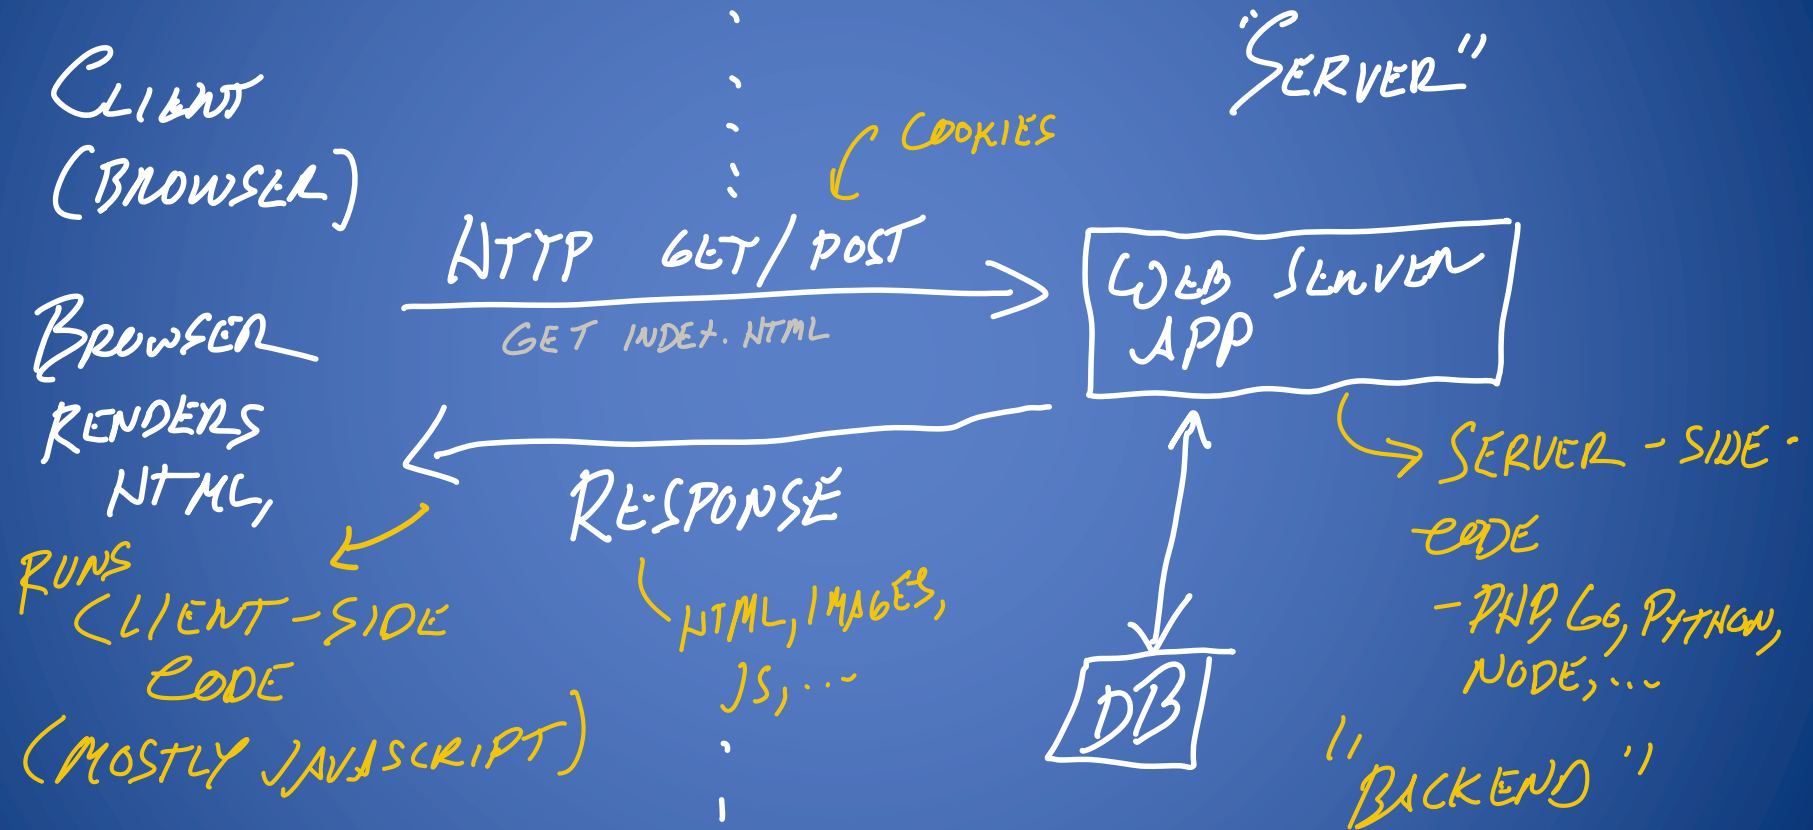 CLIENT
(BROWSER)
BROWSER
RENDERS
HTML,
RUNS
CLIENT-SIDE
CODE
(MOSTLY JAVASCRIPT)
COOKIES
HTTP GET/POST
GET INDEX.HTML
RESPONSE
HTML, IMAGES,
JS, ...
"SERVER"
WEB SERVER
APP
SERVER-SIDE
CODE
- PHP, GO, PYTHON,
NODE, ...
DB
"BACKEND"